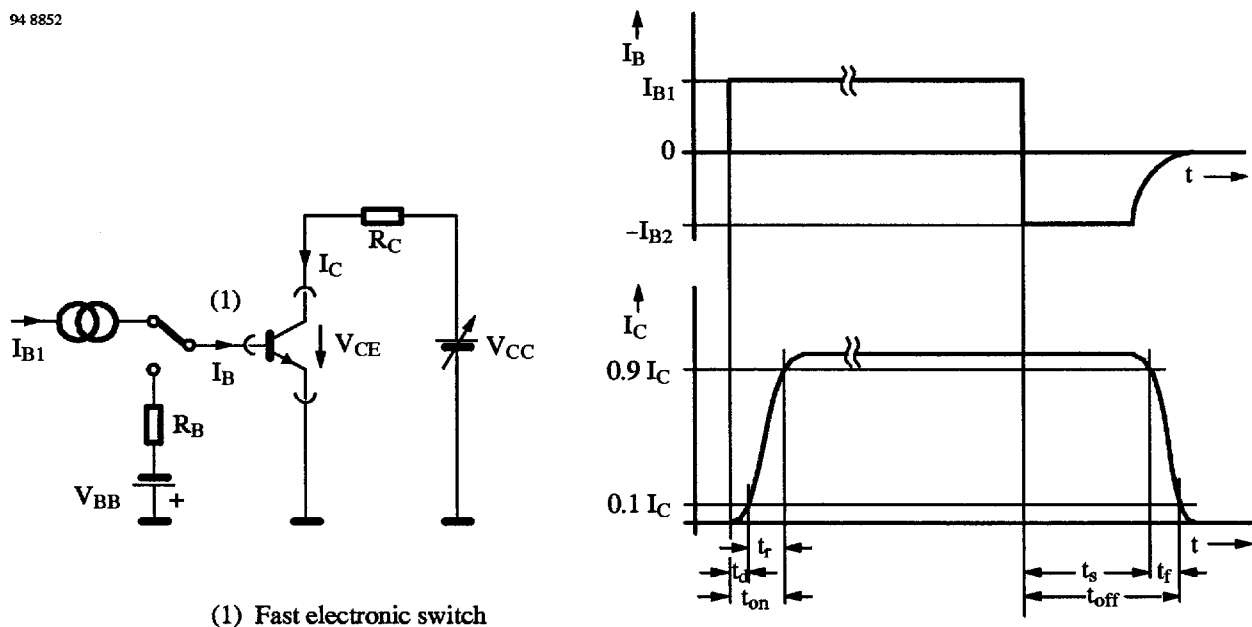 94 8852
I_B
I_B1
0
t
–I_B2
R_C
I_C
(1)
I_B1
I_B
V_CE
V_CC
R_B
V_BB
+
I_C
0.9 I_C
0.1 I_C
t
t_r
t_d
t_s
t_f
t_on
t_off
(1) Fast electronic switch